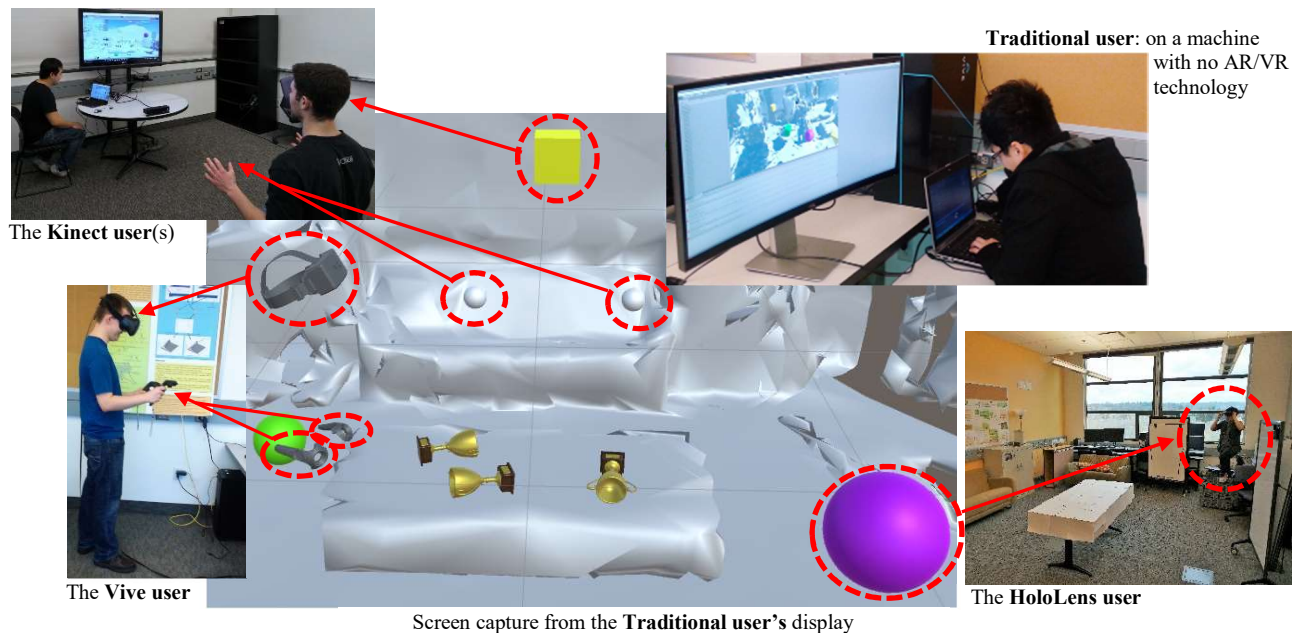 Traditional user: on a machine
with no AR/VR
technology
The Kinect user(s)
The Vive user
The HoloLens user
Screen capture from the Traditional user's display